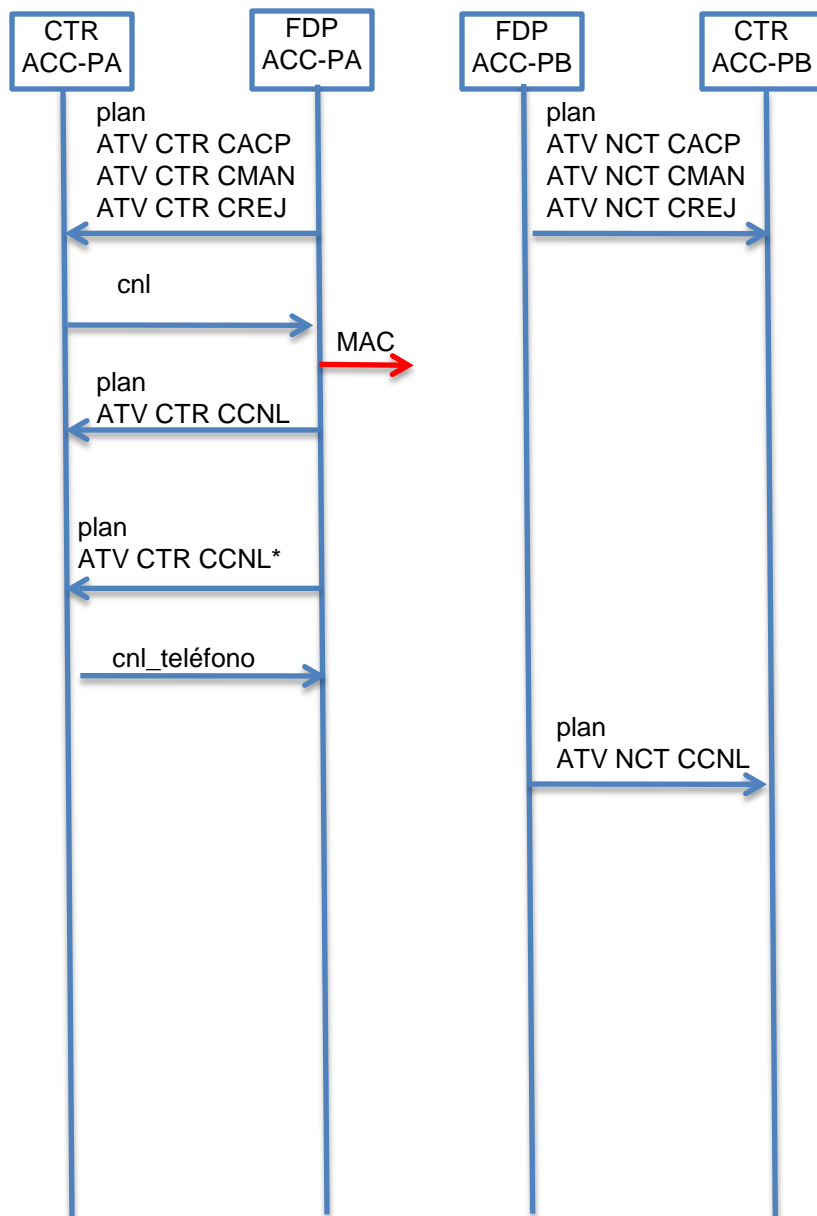 CTR
ACC-PA
FDP
ACC-PA
FDP
ACC-PB
CTR
ACC-PB
plan
ATV CTR CACP
ATV CTR CMAN
ATV CTR CREJ
plan
ATV NCT CACP
ATV NCT CMAN
ATV NCT CREJ
cnl
MAC
plan
ATV CTR CCNL
plan
ATV CTR CCNL*
cnl_teléfono
plan
ATV NCT CCNL